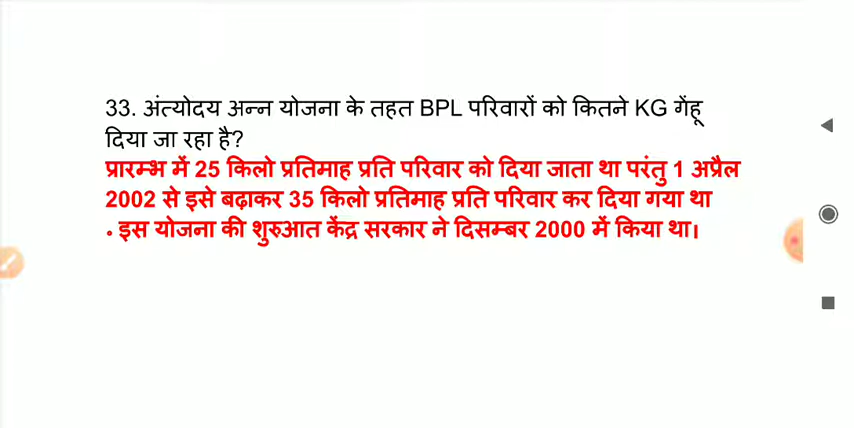 33. अंत्योदय अन्न योजना के तहत BPL परिवारों को कितने KG गेंहू
दिया जा रहा है?
प्रारम्भ में 25 किलो प्रतिमाह प्रति परिवार को दिया जाता था परंतु 1 अप्रैल
2002 से इसे बढ़ाकर 35 किलो प्रतिमाह प्रति परिवार कर दिया गया था
• इस योजना की शुरुआत केंद्र सरकार ने दिसम्बर 2000 में किया था।